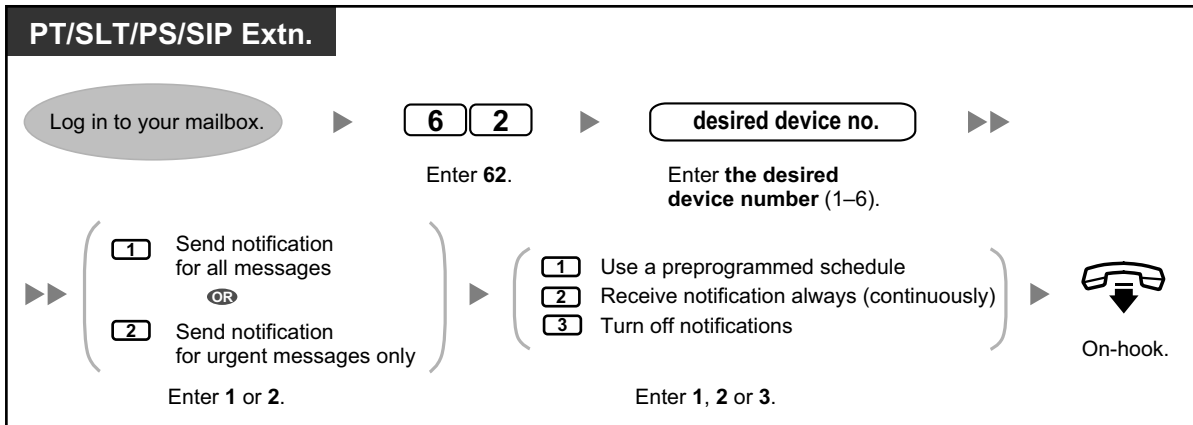 PT/SLT/PS/SIP Extn.
Log in to your mailbox.
6 2
desired device no.
Enter 62.
Enter the desired
device number (1–6).
1 Send notification
for all messages
OR
2 Send notification
for urgent messages only
Enter 1 or 2.
1 Use a preprogrammed schedule
2 Receive notification always (continuously)
3 Turn off notifications
Enter 1, 2 or 3.
On-hook.